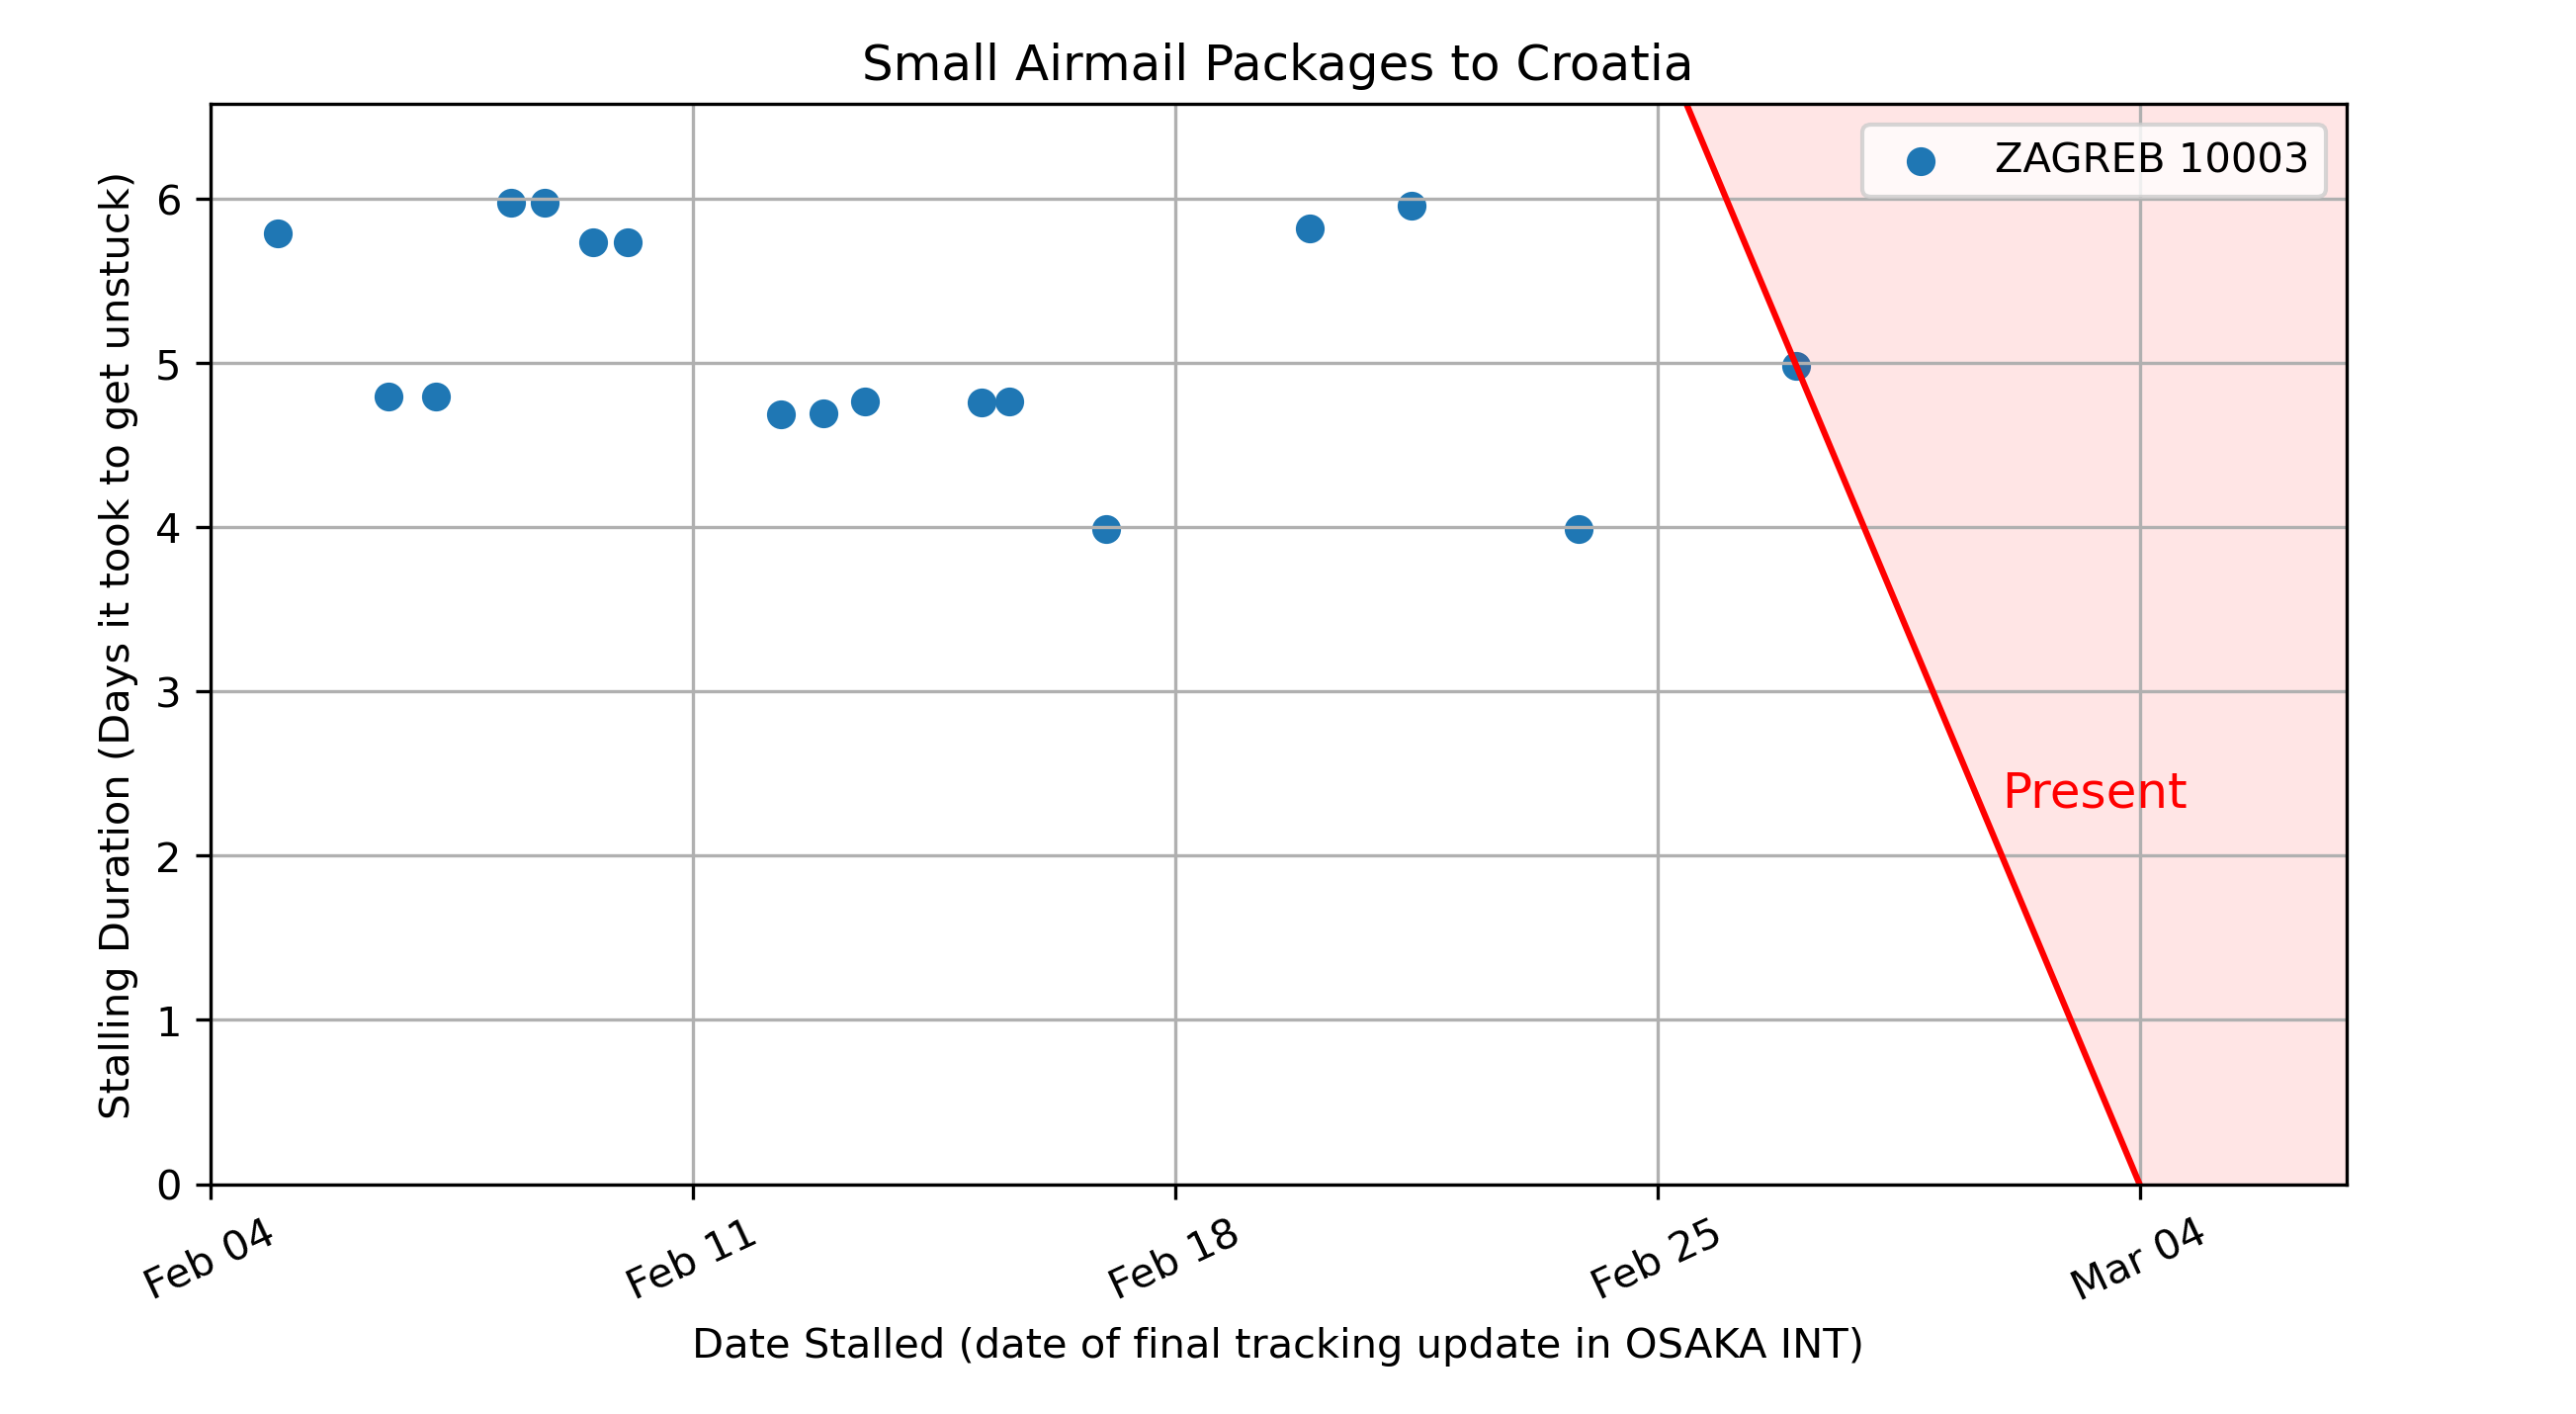 Small Airmail Packages to Croatia
ZAGREB 10003
Stalling Duration (Days it took to get unstuck)
6
5
4
3
2
1
0
Present
Feb 04
Feb 11
Feb 18
Feb 25
Mar 04
Date Stalled (date of final tracking update in OSAKA INT)